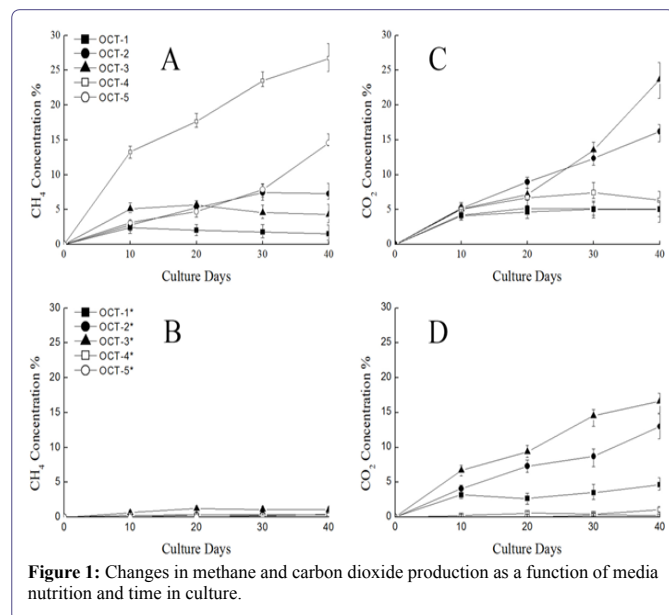 A
OCT-1
OCT-2
OCT-3
OCT-4
OCT-5
CH4 Concentration %
30
25
20
15
10
5
0
0 10 20 30 40
Culture Days
C
CO2 Concentration %
30
25
20
15
10
5
0
0 10 20 30 40
Culture Days
B
OCT-1*
OCT-2*
OCT-3*
OCT-4*
OCT-5*
CH4 Concentration %
30
25
20
15
10
5
0
0 10 20 30 40
Culture Days
D
CO2 Concentration %
30
25
20
15
10
5
0
0 10 20 30 40
Culture Days
Figure 1: Changes in methane and carbon dioxide production as a function of media
nutrition and time in culture.